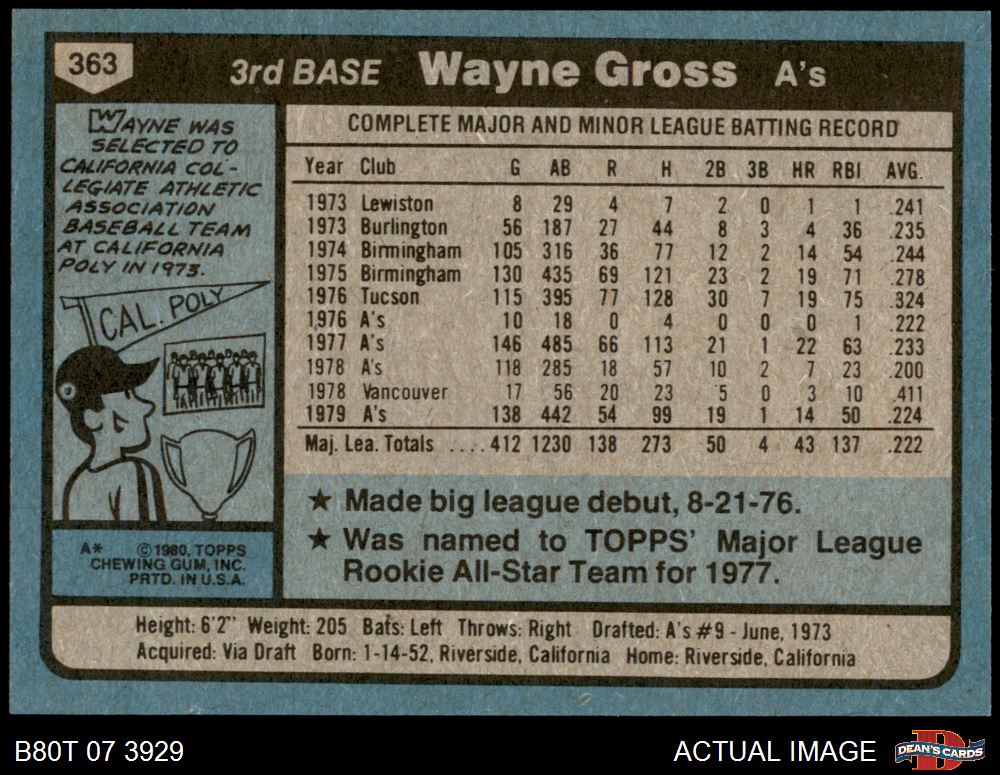 363
3rd BASE Wayne Gross A's
WAYNE WAS
SELECTED TO
CALIFORNIA COL-
LEGIATE ATHLETIC
ASSOCIATION
BASEBALL TEAM
AT CALIFORNIA
POLY IN 1973.
CAL. POLY
A* ©1980, TOPPS
CHEWING GUM, INC.
PRTD. IN U.S.A.
COMPLETE MAJOR AND MINOR LEAGUE BATTING RECORD
Year Club G AB R H 2B 3B HR RBI AVG.
1973 Lewiston 8 29 4 7 2 0 1 1 .241
1973 Burlington 56 187 27 44 8 3 4 36 .235
1974 Birmingham 105 316 36 77 12 2 14 54 .244
1975 Birmingham 130 435 69 121 23 2 19 71 .278
1976 Tucson 115 395 77 128 30 7 19 75 .324
1976 A's 10 18 0 4 0 0 0 1 .222
1977 A's 146 485 66 113 21 1 22 63 .233
1978 A's 118 285 18 57 10 2 7 23 .200
1978 Vancouver 17 56 20 23 5 0 3 10 .411
1979 A's 138 442 54 99 19 1 14 50 .224
Maj. Lea. Totals ....412 1230 138 273 50 4 43 137 .222
★ Made big league debut, 8-21-76.
★ Was named to TOPPS' Major League
Rookie All-Star Team for 1977.
Height: 6'2" Weight: 205 Bats: Left Throws: Right Drafted: A's #9 - June, 1973
Acquired: Via Draft Born: 1-14-52, Riverside, California Home: Riverside, California
B80T 07 3929
ACTUAL IMAGE
D
DEAN'S CARDS